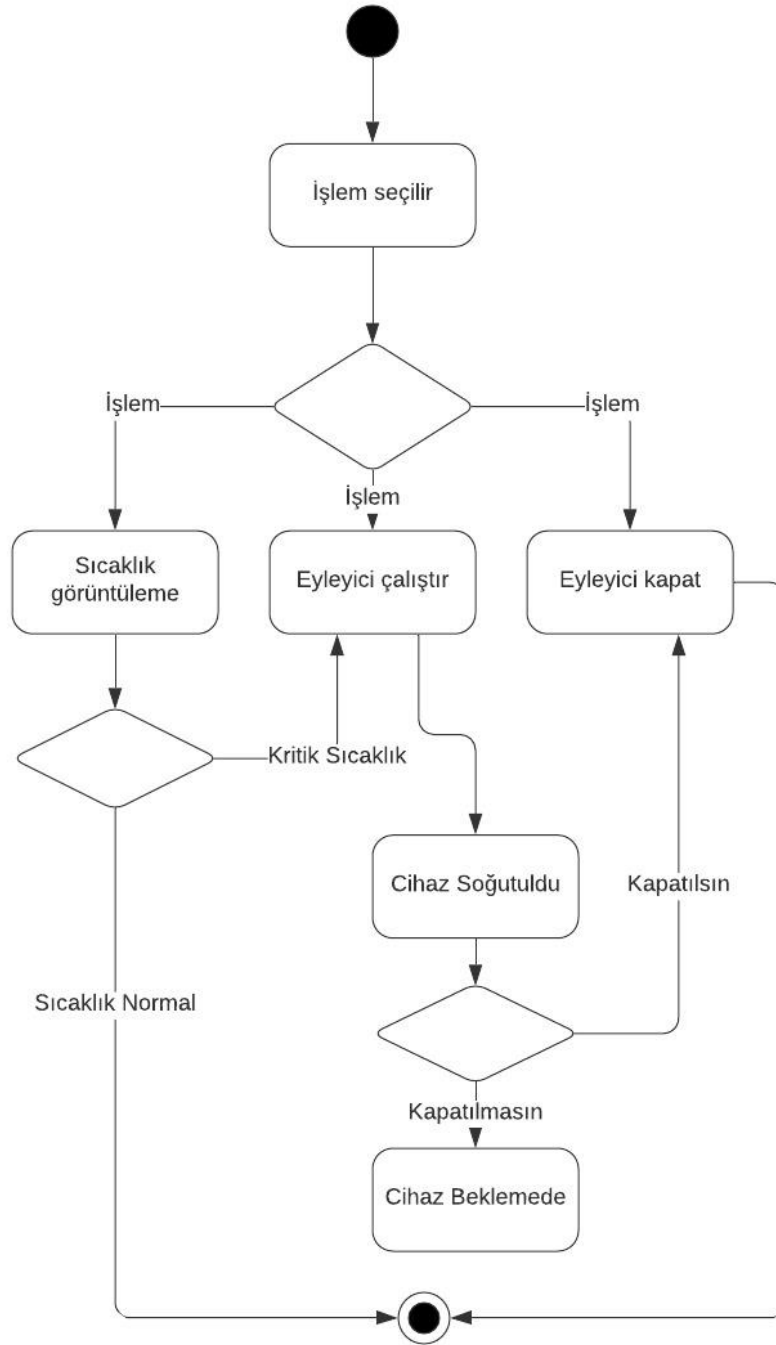 İşlem seçilir
İşlem
İşlem
İşlem
Sıcaklık
görüntüleme
Eyleyici çalıştır
Eyleyici kapat
Kritik Sıcaklık
Cihaz Soğutuldu
Kapatılsın
Sıcaklık Normal
Kapatılmasın
Cihaz Beklemede